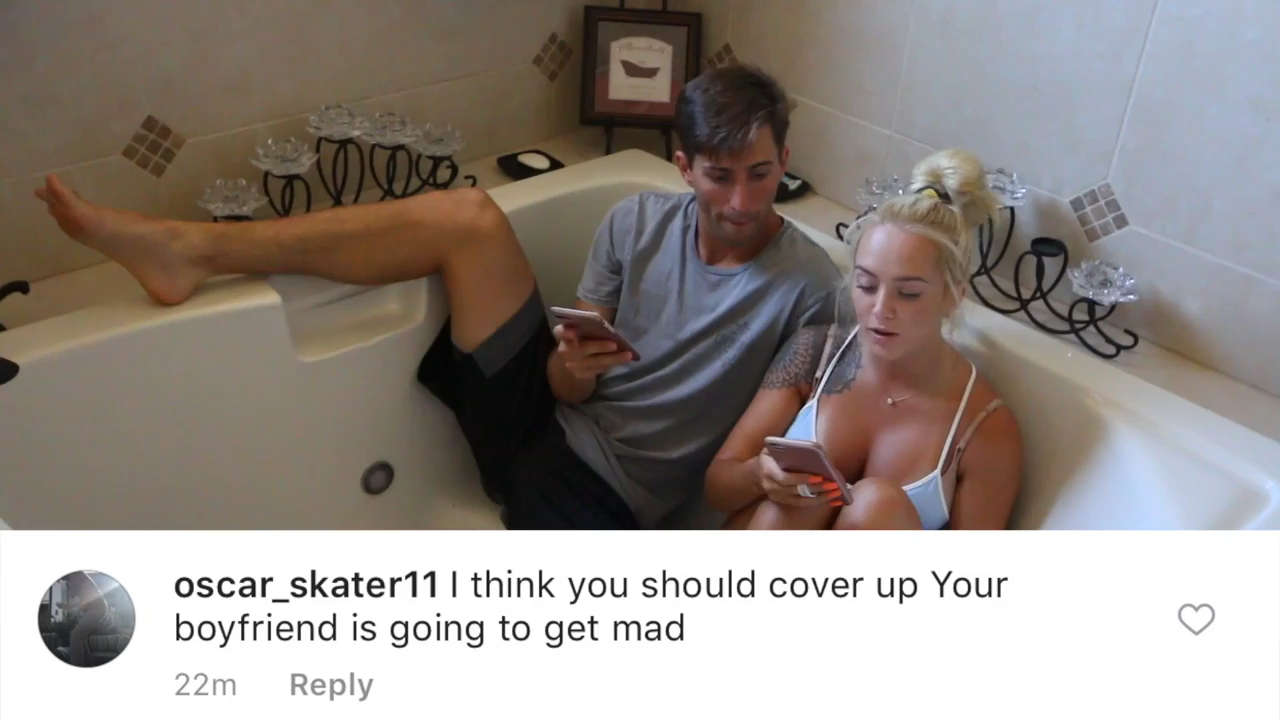 oscar_skater11 I think you should cover up Your
boyfriend is going to get mad
22m Reply